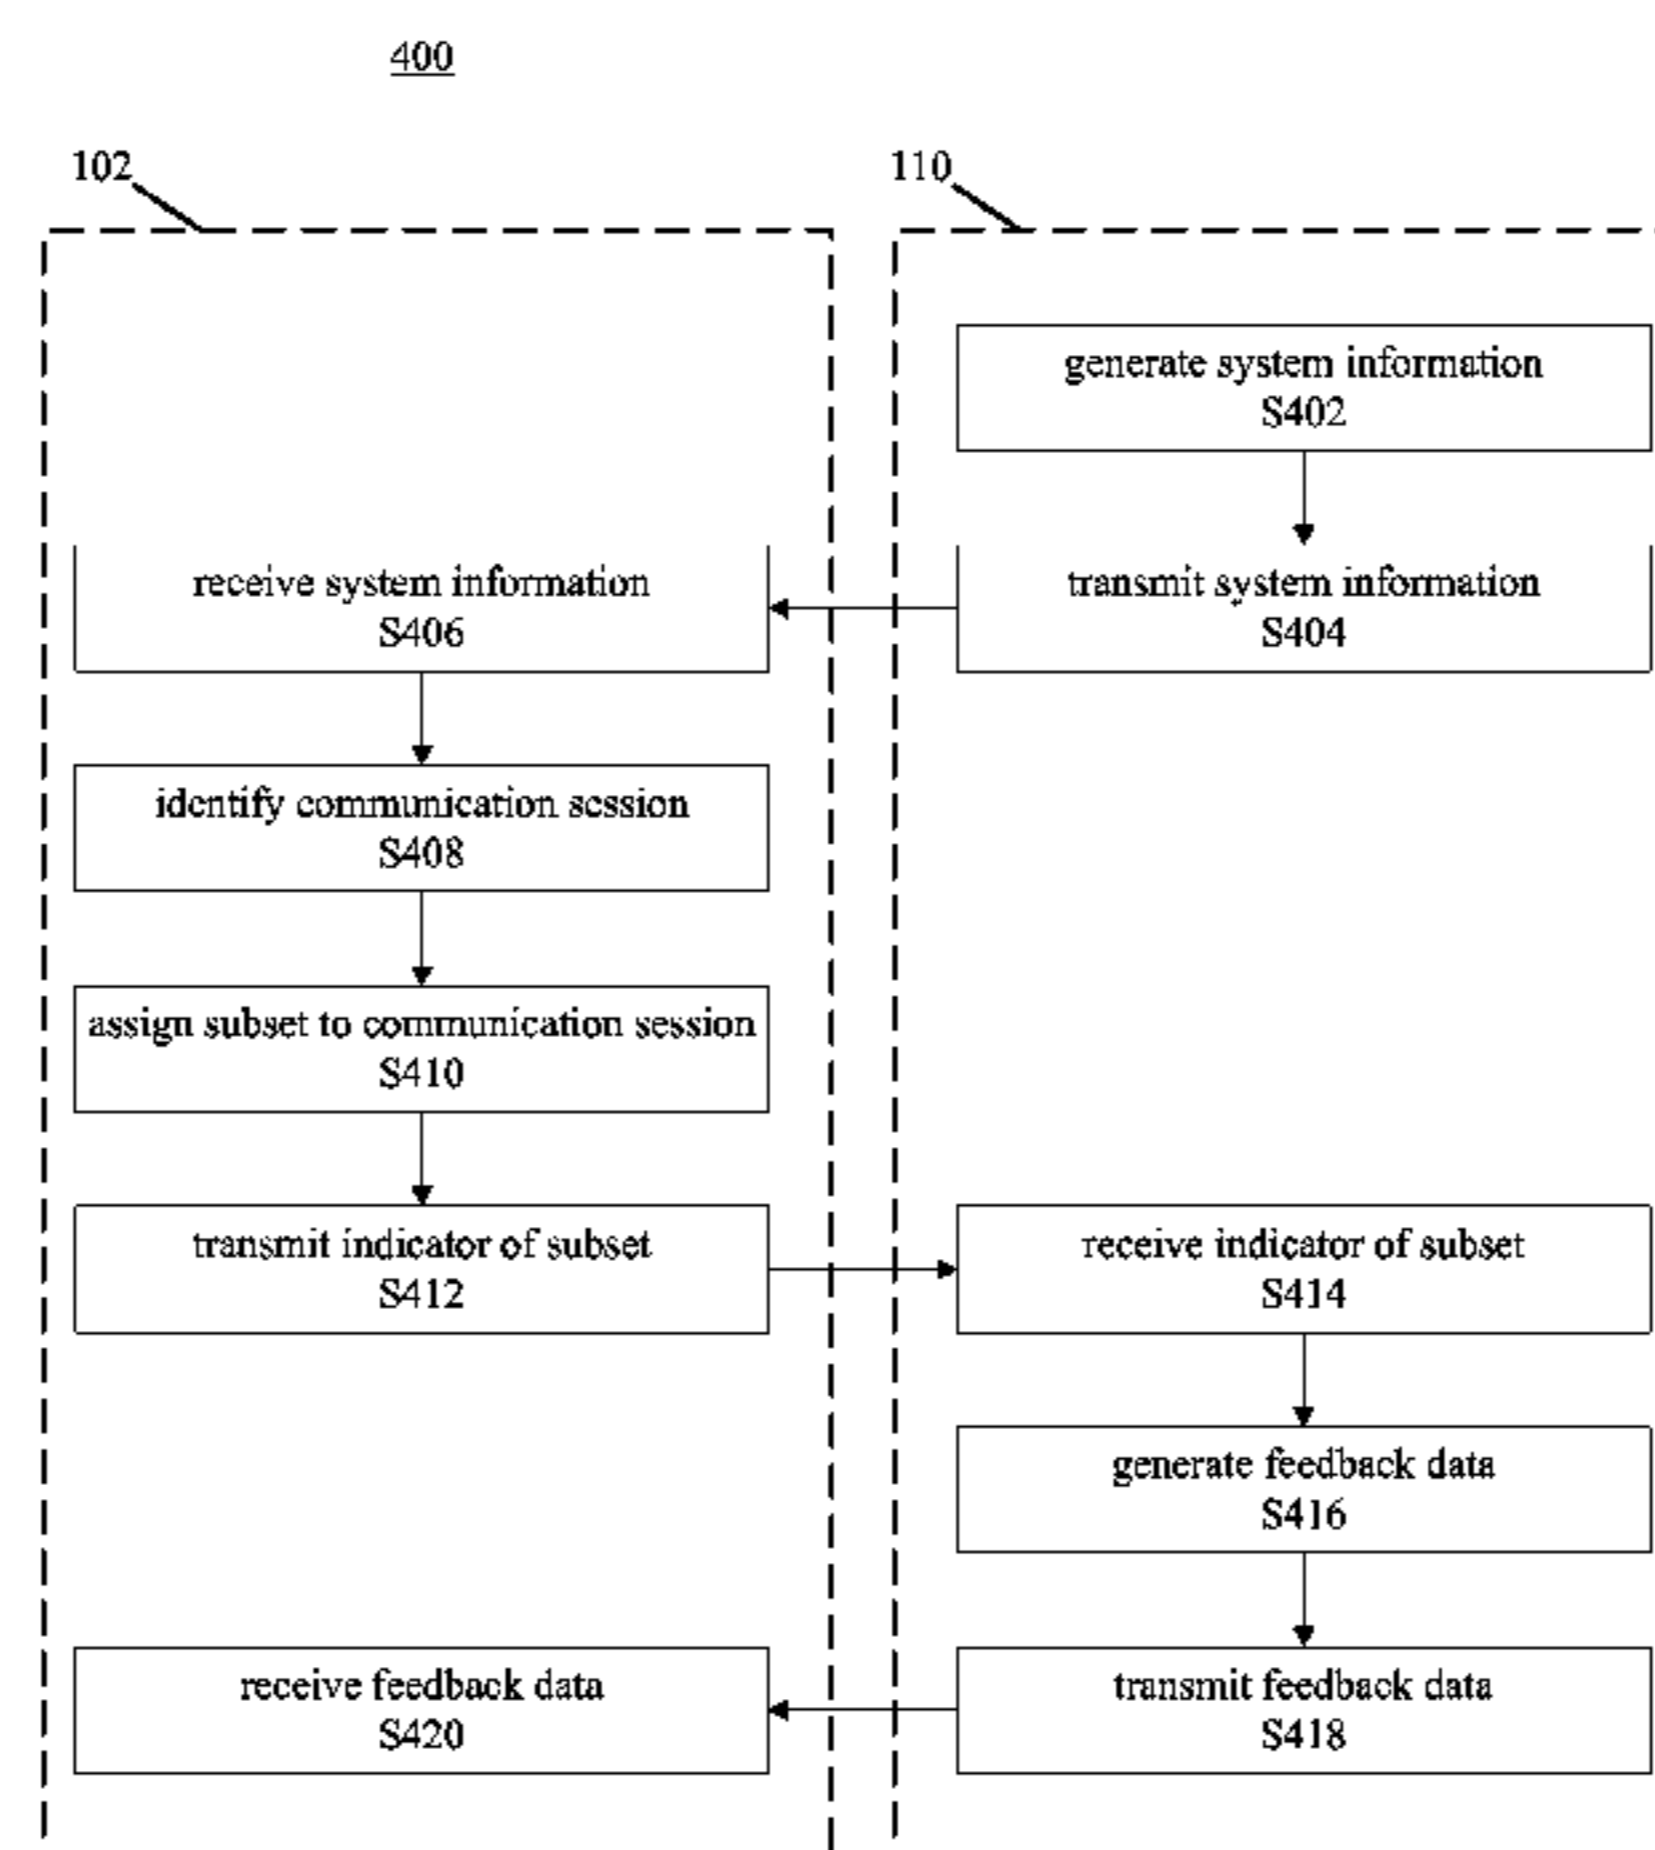 400
102
110
generate system information
S402
receive system information
S406
transmit system information
S404
identify communication session
S408
assign subset to communication session
S410
transmit indicator of subset
S412
receive indicator of subset
S414
generate feedback data
S416
receive feedback data
S420
transmit feedback data
S418